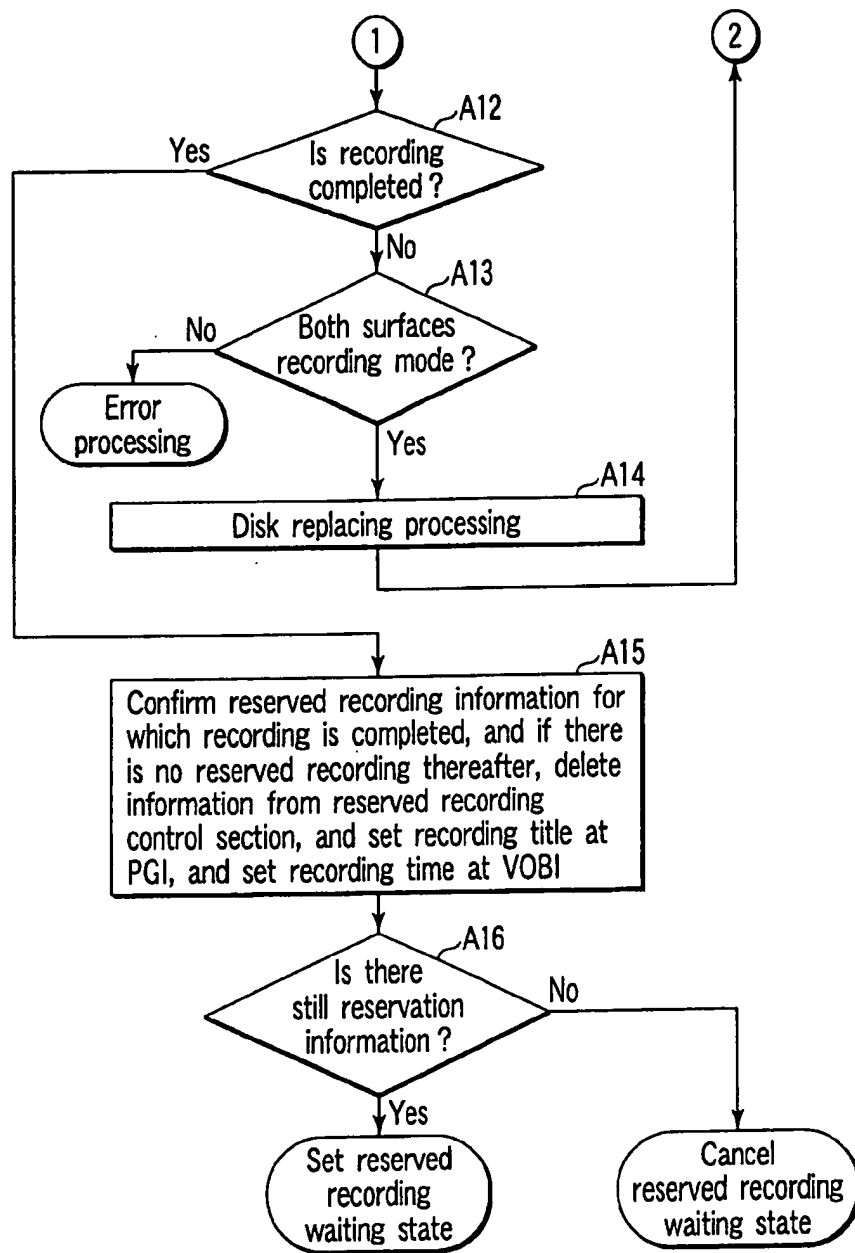 1
2
A12
Yes
Is recording
completed ?
No
A13
No
Both surfaces
recording mode ?
Error
processing
Yes
A14
Disk replacing processing
A15
Confirm reserved recording information for
which recording is completed, and if there
is no reserved recording thereafter, delete
information from reserved recording
control section, and set recording title at
PGI, and set recording time at VOBI
A16
Is there
still reservation
information ?
No
Yes
Set reserved
recording
waiting state
Cancel
reserved recording
waiting state